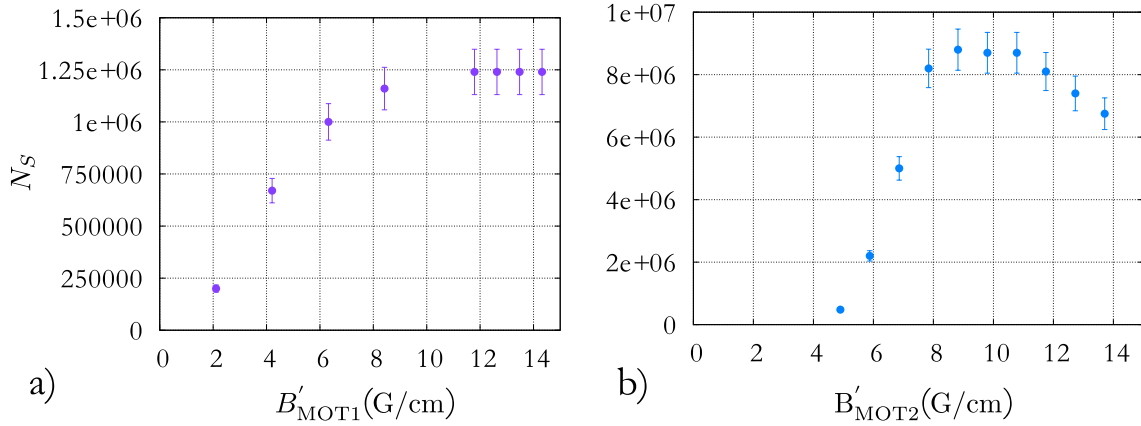 N_S
1.5e+06
1.25e+06
1e+06
750000
500000
250000
0
0 2 4 6 8 10 12 14
a)
B′_MOT1(G/cm)
1e+07
8e+06
6e+06
4e+06
2e+06
0
0 2 4 6 8 10 12 14
b)
B′_MOT2(G/cm)